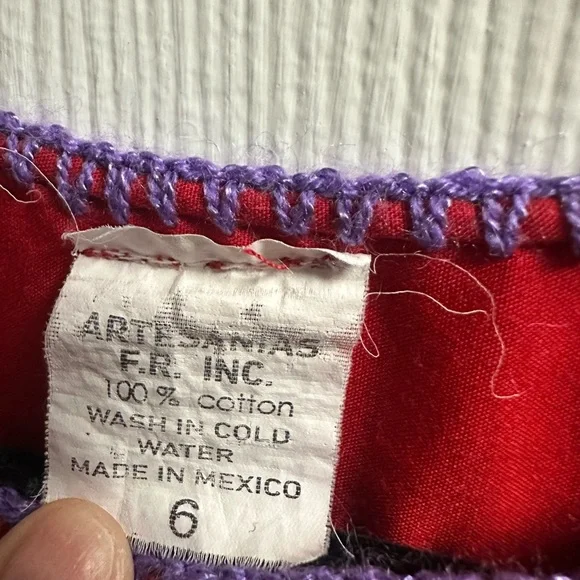 ARTESANIAS
F.R. INC.
100% cotton
WASH IN COLD
WATER
MADE IN MEXICO
6